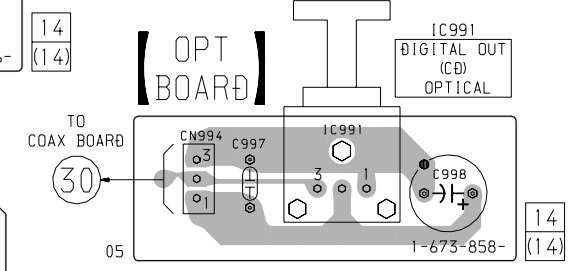 14
(14)
OPT
BOARD
IC991
DIGITAL OUT
(CD)
OPTICAL
TO
COAX BOARD
30
CN994
3
1
C997
IC991
3
1
C998
+
05
1-673-858-
14
(14)